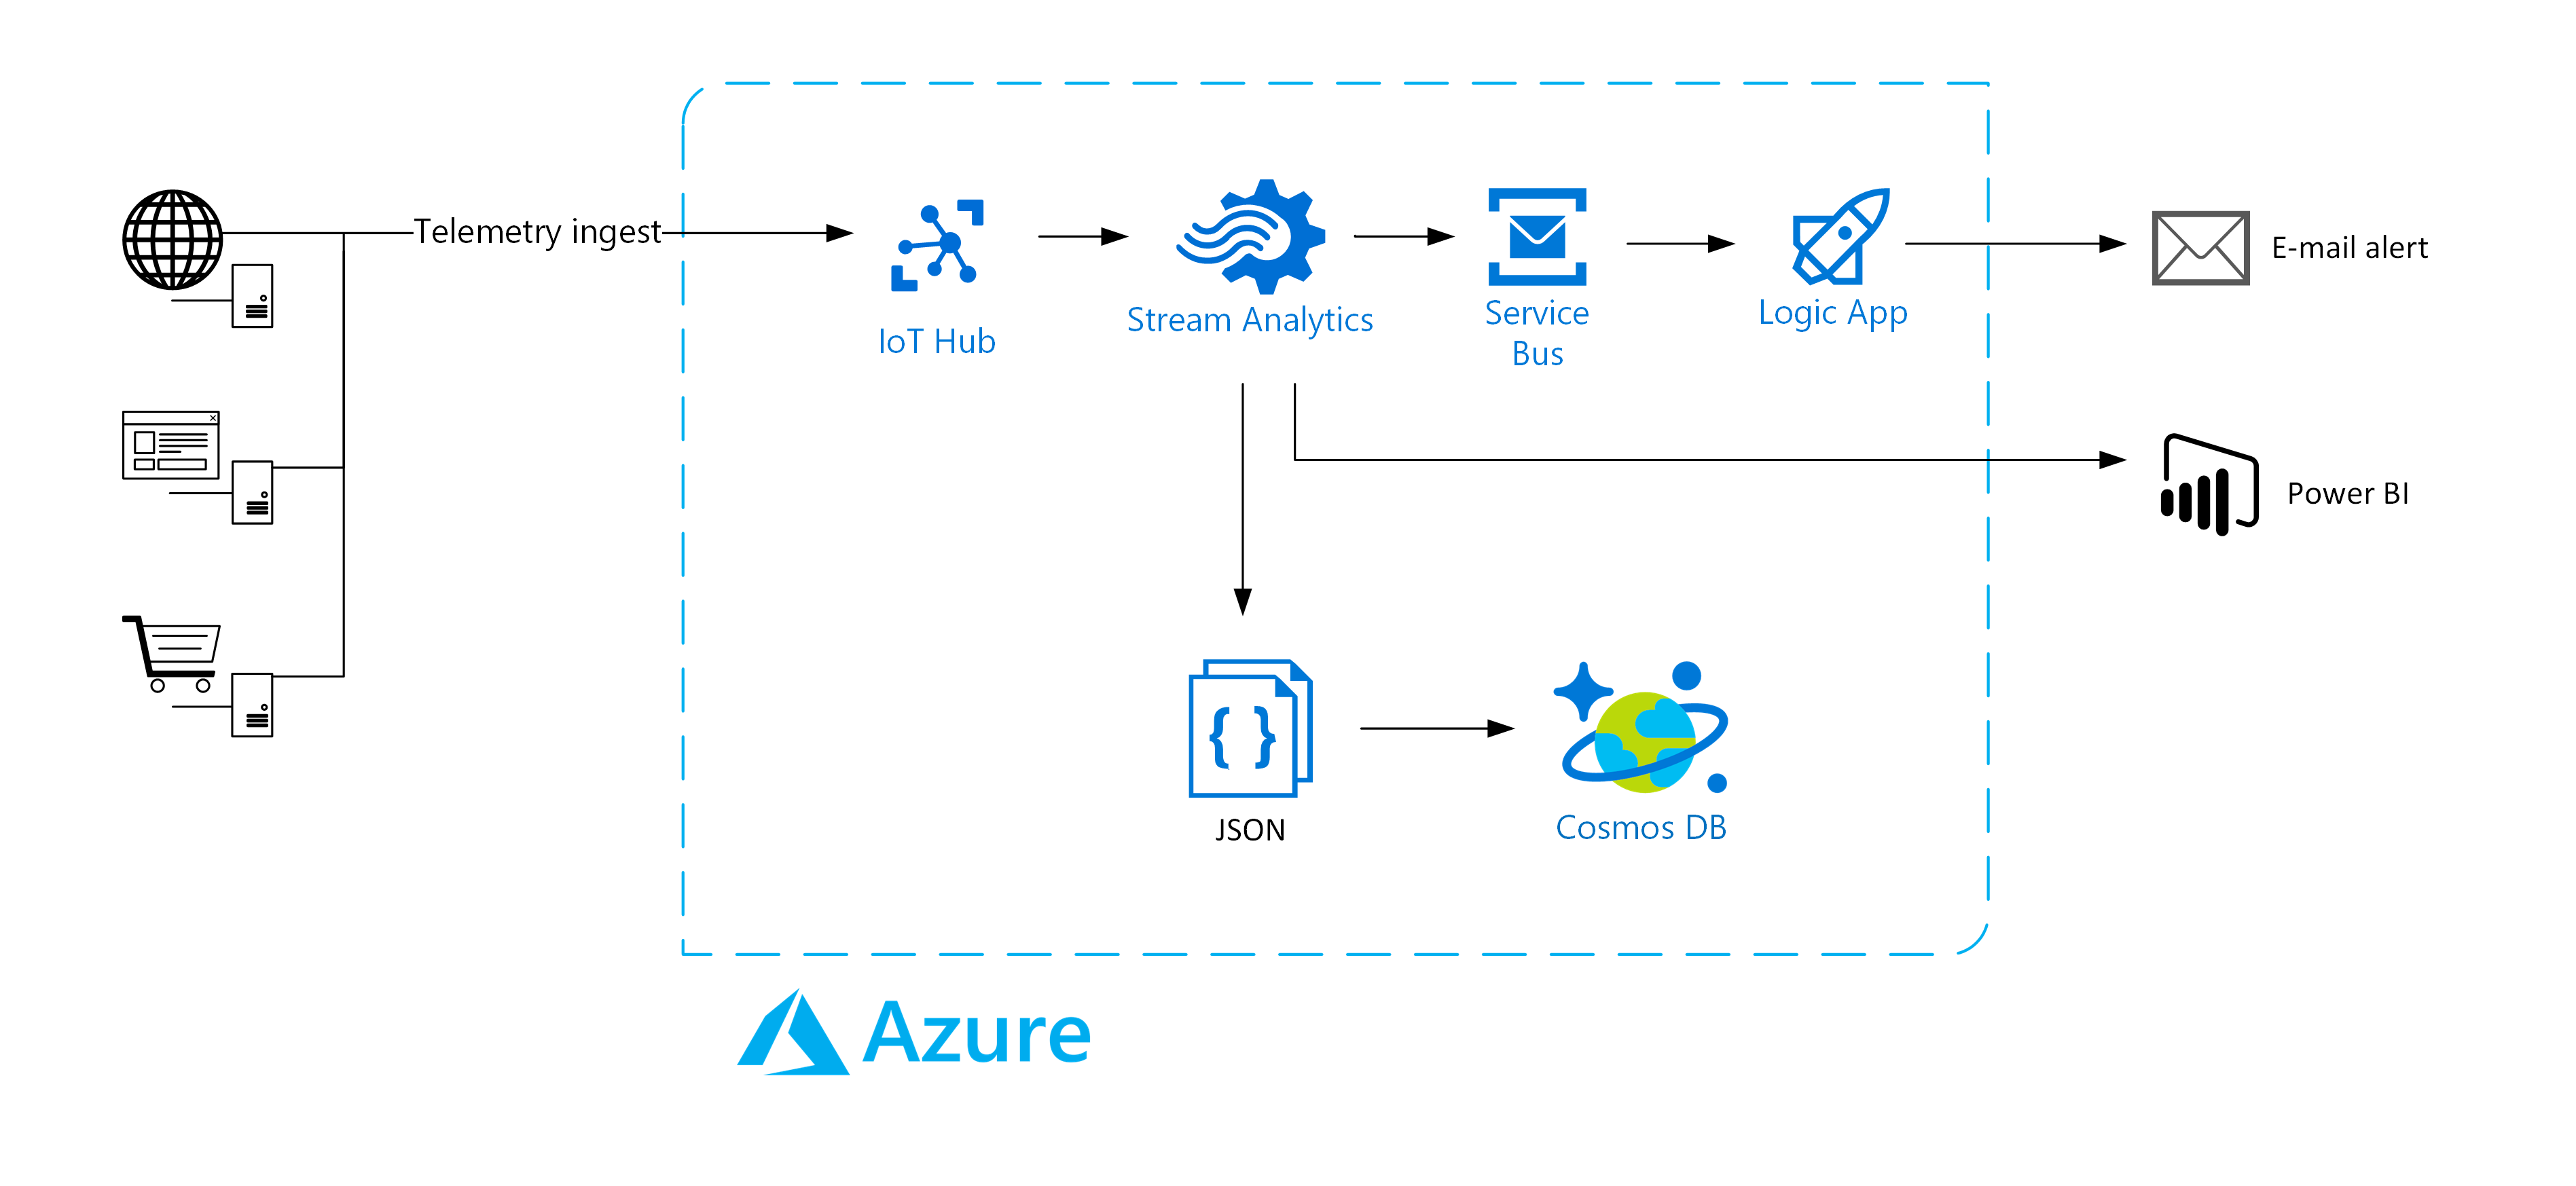 Telemetry ingest
IoT Hub
Stream Analytics
Service
Bus
Logic App
E-mail alert
Power BI
{ }
JSON
Cosmos DB
Azure